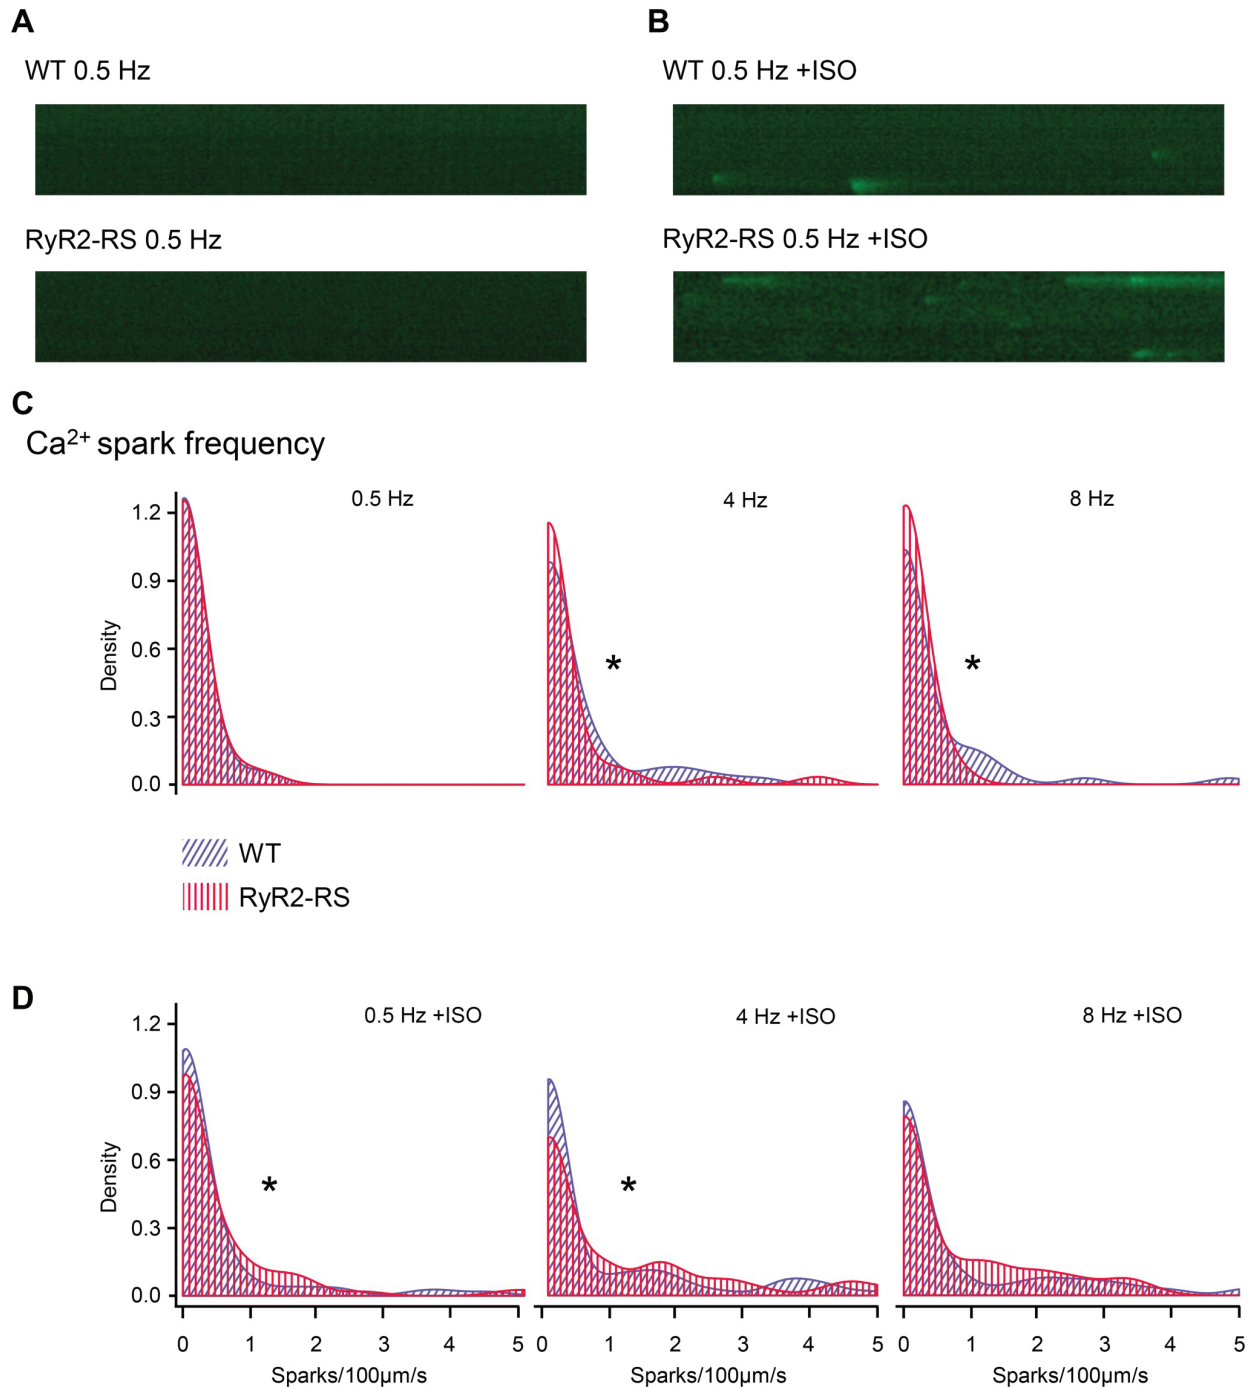 A
B
WT 0.5 Hz
WT 0.5 Hz +ISO
RyR2-RS 0.5 Hz
RyR2-RS 0.5 Hz +ISO
C
Ca²⁺ spark frequency
0.5 Hz
4 Hz
8 Hz
1.2
0.9
0.6
0.3
0.0
Density
*
*
WT
RyR2-RS
D
0.5 Hz +ISO
4 Hz +ISO
8 Hz +ISO
1.2
0.9
0.6
0.3
0.0
Density
*
*
0 1 2 3 4 5
0 1 2 3 4 5
0 1 2 3 4 5
Sparks/100µm/s
Sparks/100µm/s
Sparks/100µm/s